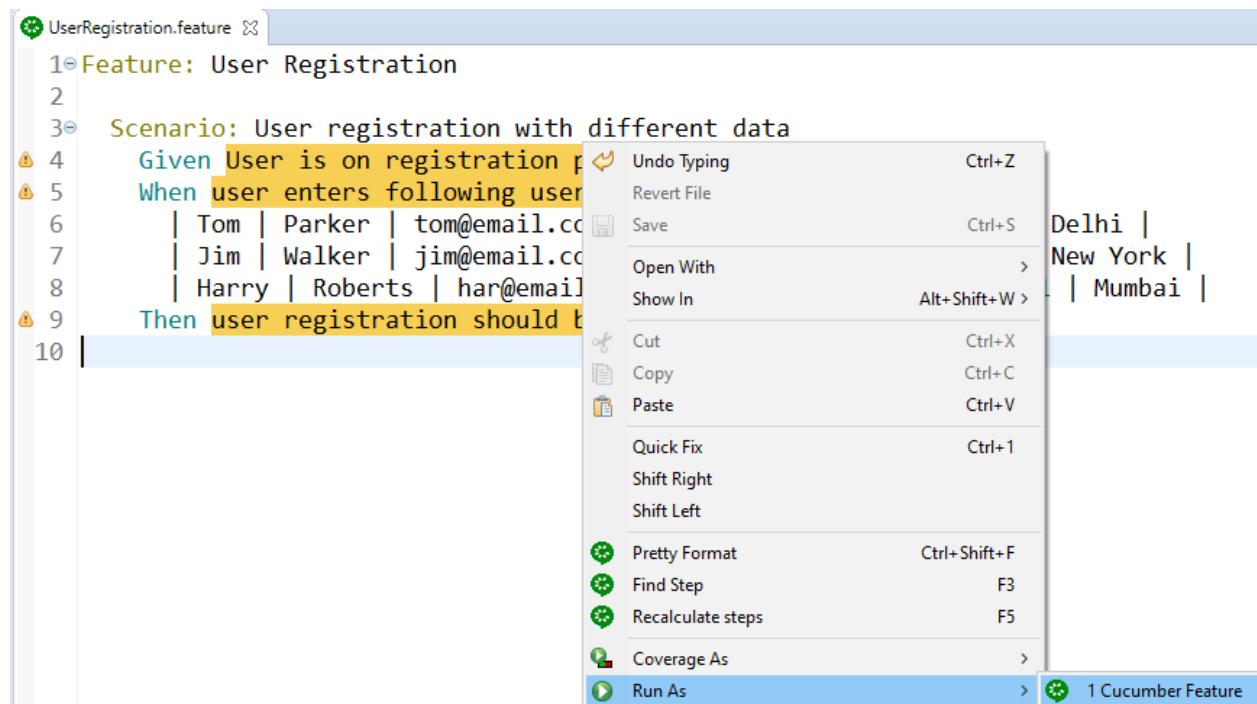 UserRegistration.feature
1 Feature: User Registration
2
3 Scenario: User registration with different data
4 Given User is on registration
5 When user enters following user
6 | Tom | Parker | tom@email.co Delhi |
7 | Jim | Walker | jim@email.co New York |
8 | Harry | Roberts | har@email | Mumbai |
9 Then user registration should
10
Undo Typing Ctrl+Z
Revert File
Save Ctrl+S
Open With >
Show In Alt+Shift+W >
Cut Ctrl+X
Copy Ctrl+C
Paste Ctrl+V
Quick Fix Ctrl+1
Shift Right
Shift Left
Pretty Format Ctrl+Shift+F
Find Step F3
Recalculate steps F5
Coverage As >
Run As > 1 Cucumber Feature